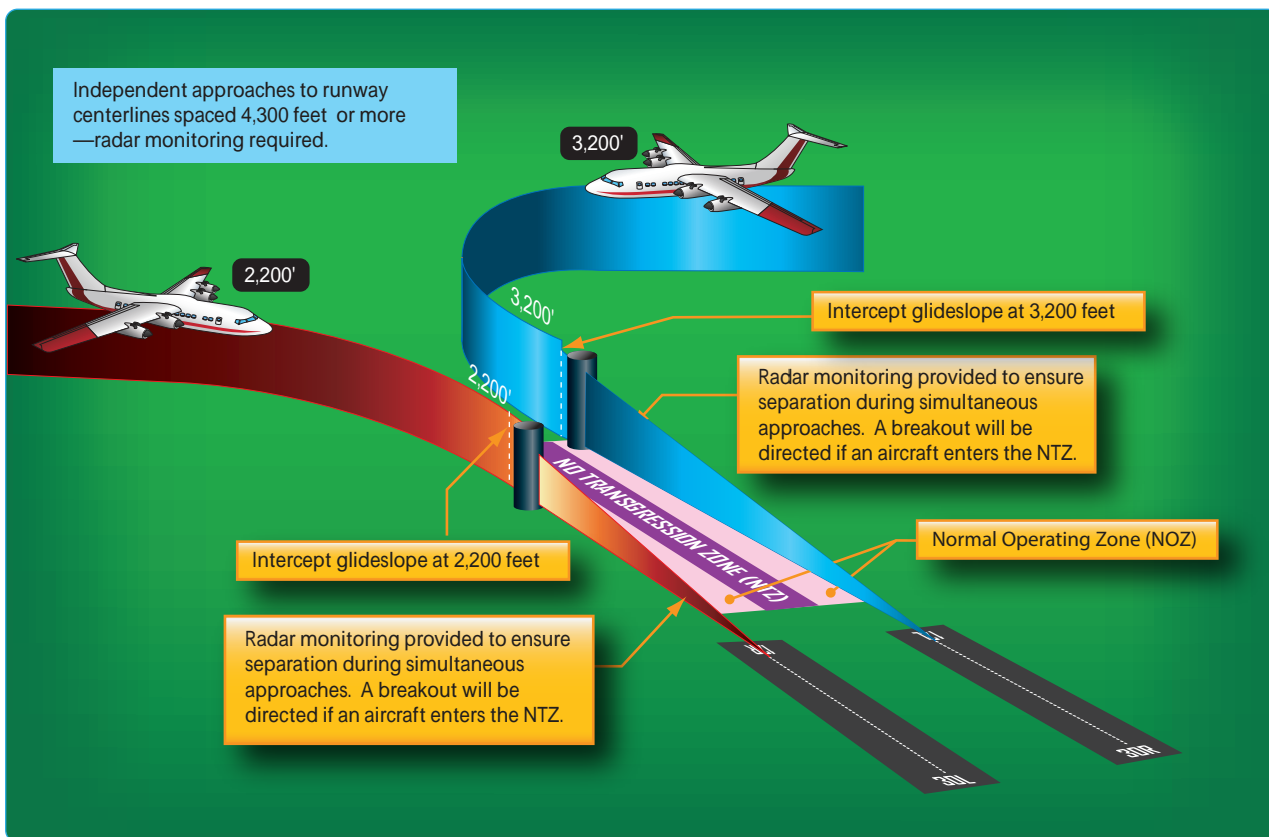 Independent approaches to runway
centerlines spaced 4,300 feet or more
—radar monitoring required.
3,200'
2,200'
3,200'
Intercept glideslope at 3,200 feet
2,200'
Radar monitoring provided to ensure
separation during simultaneous
approaches. A breakout will be
directed if an aircraft enters the NTZ.
NO TRANSGRESSION ZONE (NTZ)
Normal Operating Zone (NOZ)
Intercept glideslope at 2,200 feet
Radar monitoring provided to ensure
separation during simultaneous
approaches. A breakout will be
directed if an aircraft enters the NTZ.
30L
30R